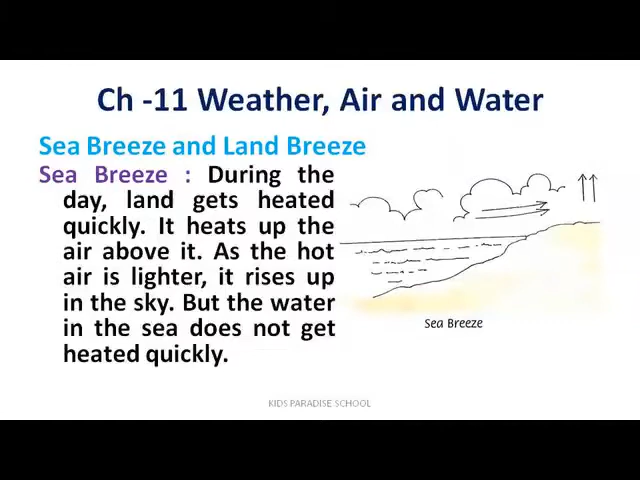 Ch -11 Weather, Air and Water
Sea Breeze and Land Breeze
Sea Breeze : During the
day, land gets heated
quickly. It heats up the
air above it. As the hot
air is lighter, it rises up
in the sky. But the water
in the sea does not get
heated quickly.
Sea Breeze
KIDS PARADISE SCHOOL